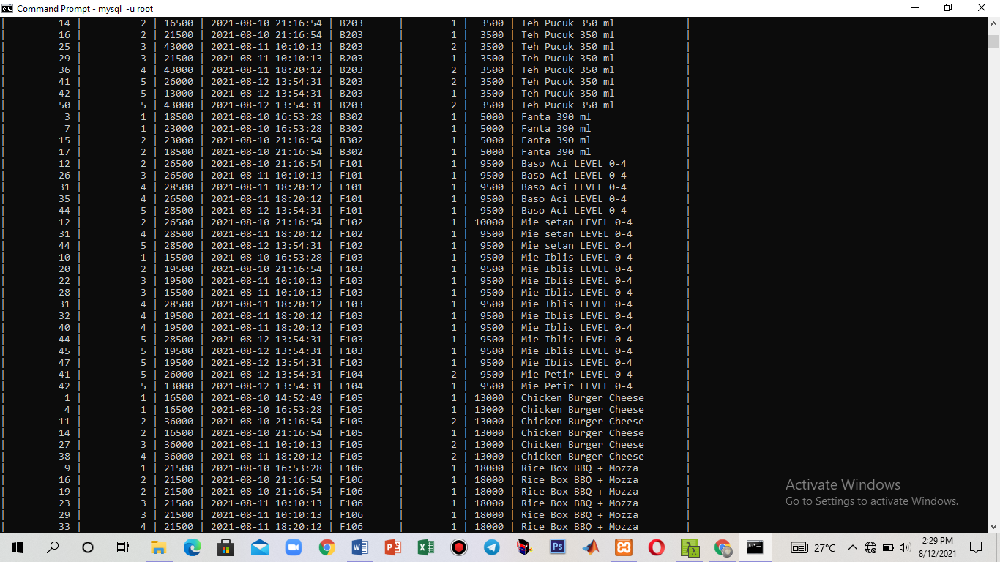 Command Prompt - mysql -u root
| 14 | 2 | 16500 | 2021-08-10 21:16:54 | B203 | 1 | 3500 | Teh Pucuk 350 ml |
| 16 | 2 | 21500 | 2021-08-10 21:16:54 | B203 | 1 | 3500 | Teh Pucuk 350 ml |
| 25 | 3 | 43000 | 2021-08-11 10:10:13 | B203 | 2 | 3500 | Teh Pucuk 350 ml |
| 29 | 3 | 21500 | 2021-08-11 10:10:13 | B203 | 1 | 3500 | Teh Pucuk 350 ml |
| 36 | 4 | 43000 | 2021-08-11 18:20:12 | B203 | 2 | 3500 | Teh Pucuk 350 ml |
| 41 | 5 | 26000 | 2021-08-12 13:54:31 | B203 | 2 | 3500 | Teh Pucuk 350 ml |
| 42 | 5 | 13000 | 2021-08-12 13:54:31 | B203 | 1 | 3500 | Teh Pucuk 350 ml |
| 50 | 5 | 43000 | 2021-08-12 13:54:31 | B203 | 2 | 3500 | Teh Pucuk 350 ml |
| 3 | 1 | 18500 | 2021-08-10 16:53:28 | B302 | 1 | 5000 | Fanta 390 ml |
| 7 | 1 | 23000 | 2021-08-10 16:53:28 | B302 | 1 | 5000 | Fanta 390 ml |
| 15 | 2 | 23000 | 2021-08-10 21:16:54 | B302 | 1 | 5000 | Fanta 390 ml |
| 17 | 2 | 18500 | 2021-08-10 21:16:54 | B302 | 1 | 5000 | Fanta 390 ml |
| 12 | 2 | 26500 | 2021-08-10 21:16:54 | F101 | 1 | 9500 | Baso Aci LEVEL 0-4 |
| 26 | 3 | 26500 | 2021-08-11 10:10:13 | F101 | 1 | 9500 | Baso Aci LEVEL 0-4 |
| 31 | 4 | 28500 | 2021-08-11 18:20:12 | F101 | 1 | 9500 | Baso Aci LEVEL 0-4 |
| 35 | 4 | 26500 | 2021-08-11 18:20:12 | F101 | 1 | 9500 | Baso Aci LEVEL 0-4 |
| 44 | 5 | 28500 | 2021-08-12 13:54:31 | F101 | 1 | 9500 | Baso Aci LEVEL 0-4 |
| 12 | 2 | 26500 | 2021-08-10 21:16:54 | F102 | 1 | 10000 | Mie setan LEVEL 0-4 |
| 31 | 4 | 28500 | 2021-08-11 18:20:12 | F102 | 1 | 9500 | Mie setan LEVEL 0-4 |
| 44 | 5 | 28500 | 2021-08-12 13:54:31 | F102 | 1 | 9500 | Mie setan LEVEL 0-4 |
| 10 | 1 | 15500 | 2021-08-10 16:53:28 | F103 | 1 | 9500 | Mie Iblis LEVEL 0-4 |
| 20 | 2 | 19500 | 2021-08-10 21:16:54 | F103 | 1 | 9500 | Mie Iblis LEVEL 0-4 |
| 22 | 3 | 19500 | 2021-08-11 10:10:13 | F103 | 1 | 9500 | Mie Iblis LEVEL 0-4 |
| 28 | 3 | 15500 | 2021-08-11 10:10:13 | F103 | 1 | 9500 | Mie Iblis LEVEL 0-4 |
| 31 | 4 | 28500 | 2021-08-11 18:20:12 | F103 | 1 | 9500 | Mie Iblis LEVEL 0-4 |
| 32 | 4 | 19500 | 2021-08-11 18:20:12 | F103 | 1 | 9500 | Mie Iblis LEVEL 0-4 |
| 40 | 4 | 19500 | 2021-08-11 18:20:12 | F103 | 1 | 9500 | Mie Iblis LEVEL 0-4 |
| 44 | 5 | 28500 | 2021-08-12 13:54:31 | F103 | 1 | 9500 | Mie Iblis LEVEL 0-4 |
| 45 | 5 | 19500 | 2021-08-12 13:54:31 | F103 | 1 | 9500 | Mie Iblis LEVEL 0-4 |
| 47 | 5 | 19500 | 2021-08-12 13:54:31 | F103 | 1 | 9500 | Mie Iblis LEVEL 0-4 |
| 41 | 5 | 26000 | 2021-08-12 13:54:31 | F104 | 2 | 9500 | Mie Petir LEVEL 0-4 |
| 42 | 5 | 13000 | 2021-08-12 13:54:31 | F104 | 1 | 9500 | Mie Petir LEVEL 0-4 |
| 1 | 1 | 16500 | 2021-08-10 14:52:49 | F105 | 1 | 13000 | Chicken Burger Cheese |
| 4 | 1 | 16500 | 2021-08-10 16:53:28 | F105 | 1 | 13000 | Chicken Burger Cheese |
| 11 | 2 | 36000 | 2021-08-10 21:16:54 | F105 | 2 | 13000 | Chicken Burger Cheese |
| 14 | 2 | 16500 | 2021-08-10 21:16:54 | F105 | 1 | 13000 | Chicken Burger Cheese |
| 27 | 3 | 36000 | 2021-08-11 10:10:13 | F105 | 2 | 13000 | Chicken Burger Cheese |
| 38 | 4 | 36000 | 2021-08-11 18:20:12 | F105 | 2 | 13000 | Chicken Burger Cheese |
| 9 | 1 | 21500 | 2021-08-10 16:53:28 | F106 | 1 | 18000 | Rice Box BBQ + Mozza |
| 16 | 2 | 21500 | 2021-08-10 21:16:54 | F106 | 1 | 18000 | Rice Box BBQ + Mozza |
| 19 | 2 | 21500 | 2021-08-10 21:16:54 | F106 | 1 | 18000 | Rice Box BBQ + Mozza |
| 23 | 3 | 21500 | 2021-08-11 10:10:13 | F106 | 1 | 18000 | Rice Box BBQ + Mozza |
| 29 | 3 | 21500 | 2021-08-11 10:10:13 | F106 | 1 | 18000 | Rice Box BBQ + Mozza |
| 33 | 4 | 21500 | 2021-08-11 18:20:12 | F106 | 1 | 18000 | Rice Box BBQ + Mozza |
Activate Windows
Go to Settings to activate Windows.
27°C
2:29 PM
8/12/2021